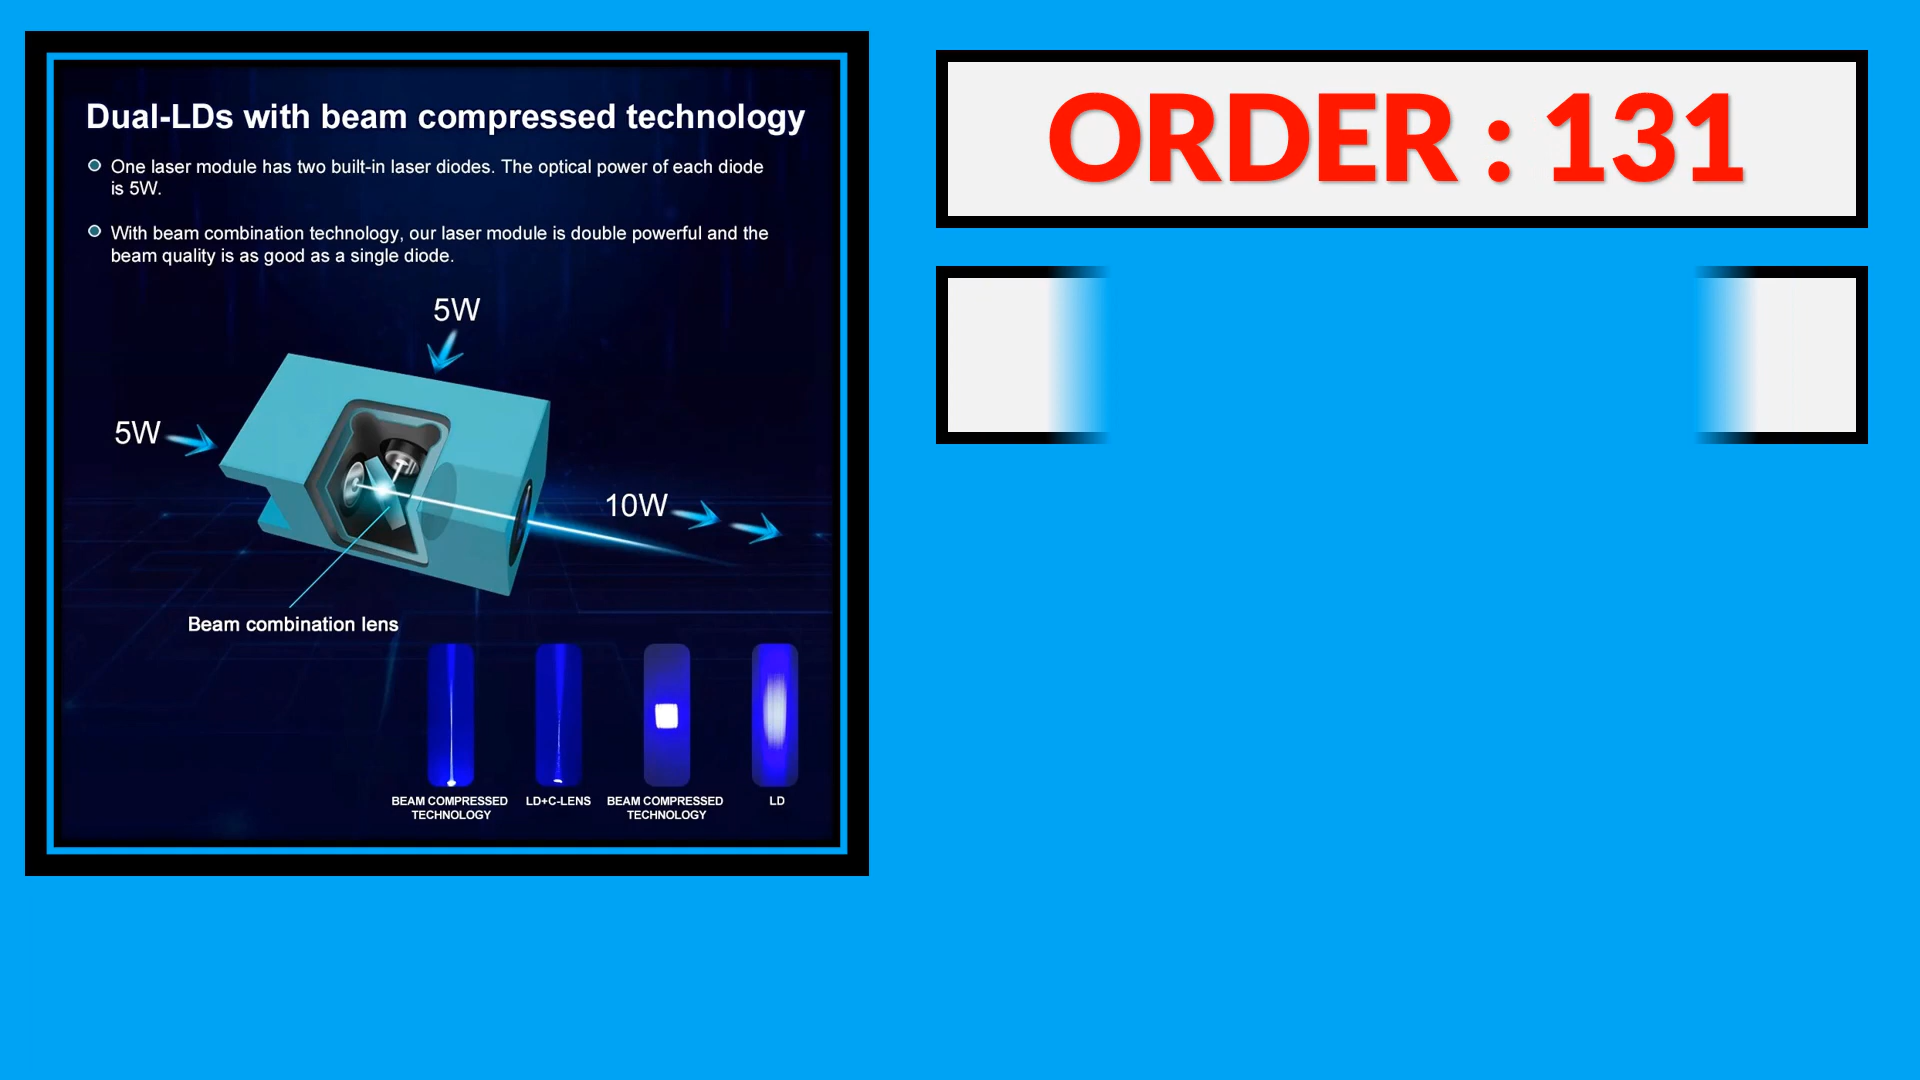 Dual-LDs with beam compressed technology
One laser module has two built-in laser diodes. The optical power of each diode
is 5W.
With beam combination technology, our laser module is double powerful and the
beam quality is as good as a single diode.
5W
5W
10W
Beam combination lens
BEAM COMPRESSED
TECHNOLOGY
LD+C-LENS
BEAM COMPRESSED
TECHNOLOGY
LD
ORDER : 131